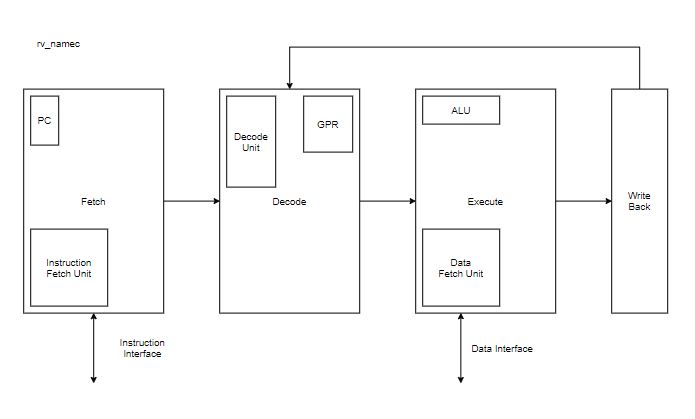 rv_namec
PC
Decode
Unit
GPR
ALU
Fetch
Decode
Execute
Write
Back
Instruction
Fetch Unit
Data
Fetch Unit
Instruction
Interface
Data Interface